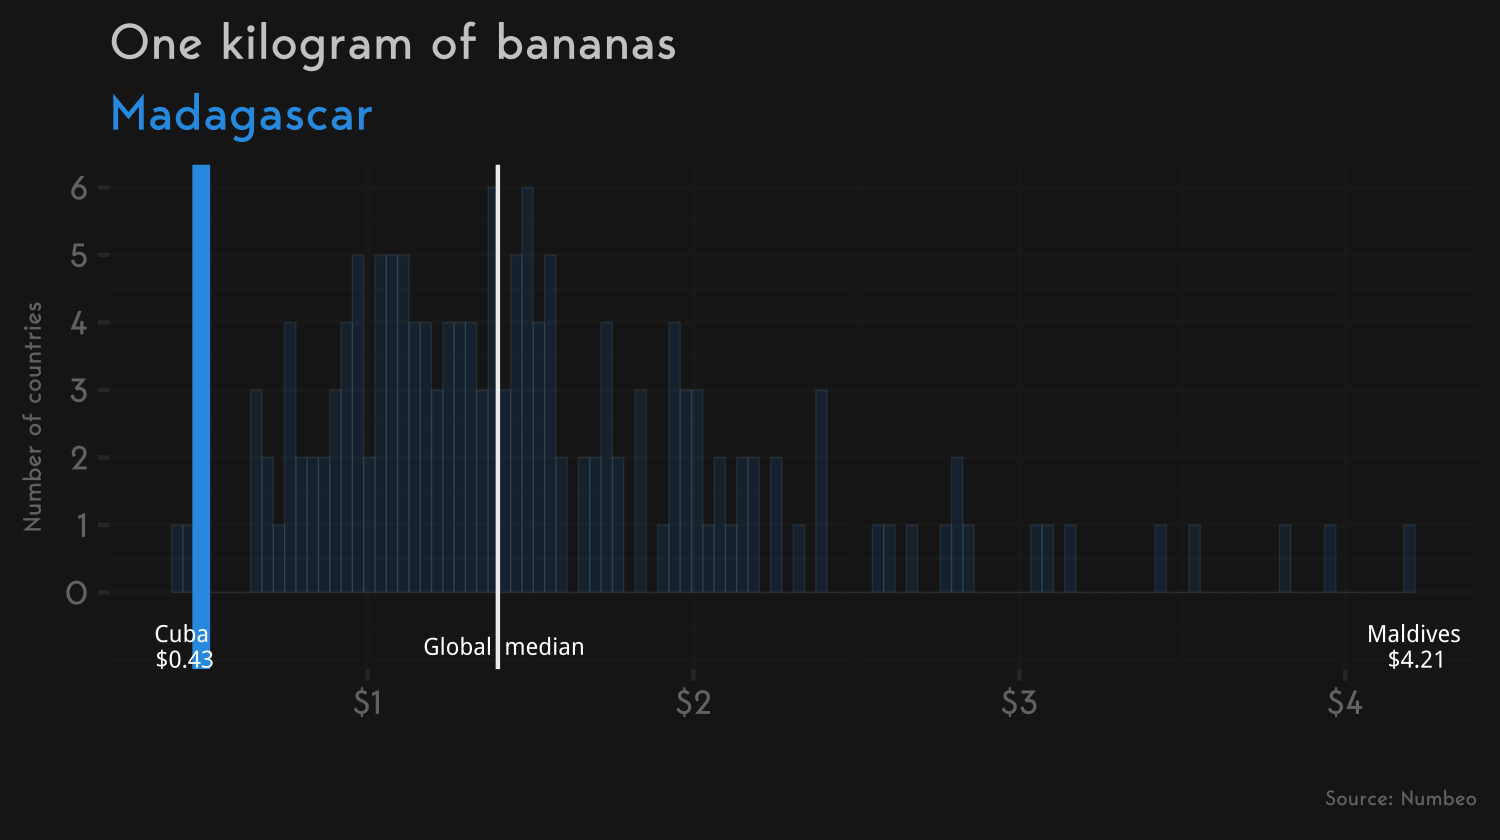 One kilogram of bananas
Madagascar
Number of countries
6
5
4
3
2
1
0
Cuba
$0.43
Global median
Maldives
$4.21
$1 $2 $3 $4
Source: Numbeo